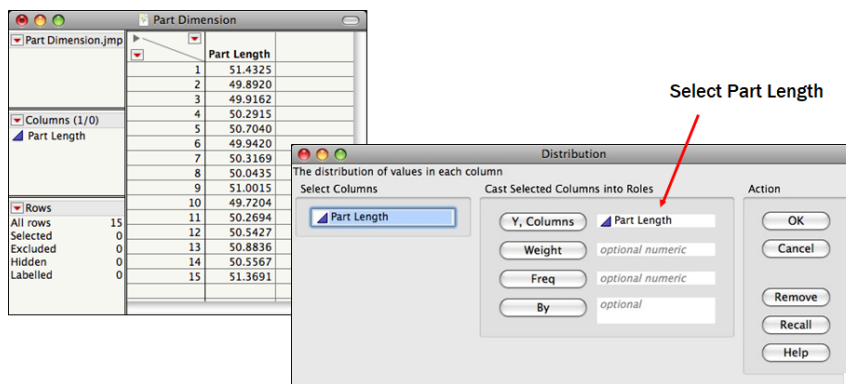 Part Dimension
Part Dimension.jmp
Part Length
1 51.4325
2 49.8920
3 49.9162
4 50.2915
5 50.7040
6 49.9420
7 50.3169
8 50.0435
9 51.0015
10 49.7204
11 50.2694
12 50.5427
13 50.8836
14 50.5567
15 51.3691
Columns (1/0)
Part Length
Rows
All rows 15
Selected 0
Excluded 0
Hidden 0
Labelled 0
Select Part Length
Distribution
The distribution of values in each column
Select Columns
Part Length
Cast Selected Columns into Roles
Y, Columns Part Length
Weight optional numeric
Freq optional numeric
By optional
Action
OK
Cancel
Remove
Recall
Help